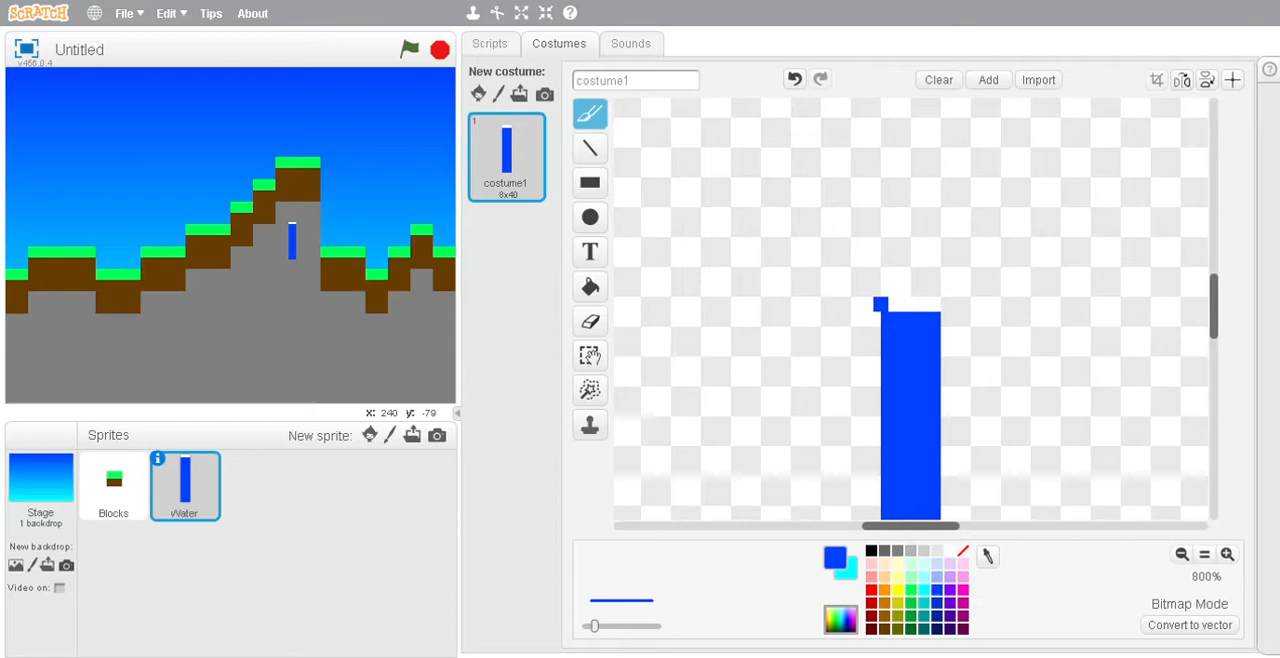 SCRATCH File Edit Tips About
Untitled
v456.0.4
Scripts Costumes Sounds
New costume:
1
costume1
8x40
costume1 Clear Add Import
T
x: 240 y: -79
Sprites New sprite:
Stage
1 backdrop
New backdrop:
Video on:
Blocks
Water
800%
Bitmap Mode
Convert to vector